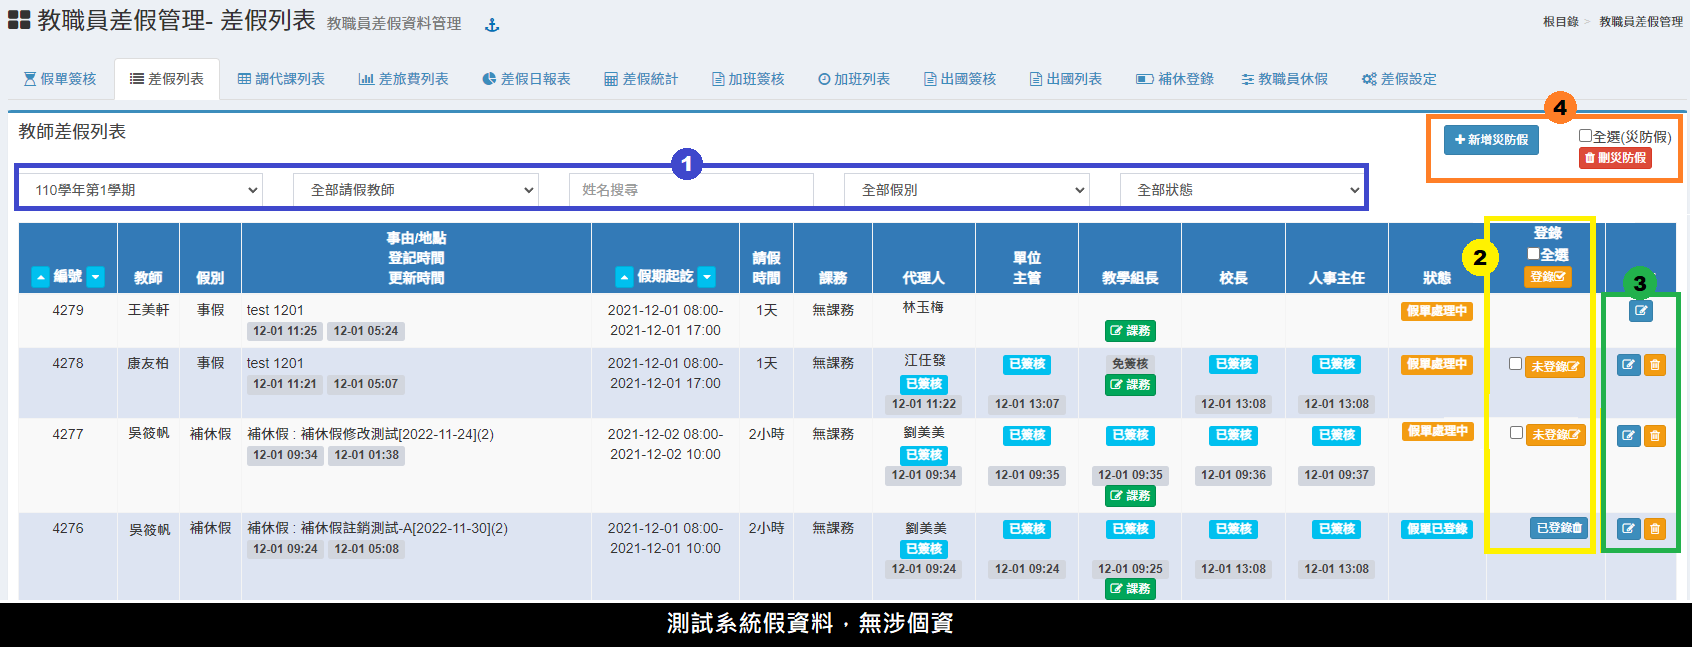 教職員差假管理- 差假列表 教職員差假資料管理
根目錄 > 教職員差假管理
假單簽核 差假列表 調代課列表 差旅費列表 差假日報表 差假統計 加班簽核 加班列表 出國簽核 出國列表 補休登錄 教職員休假 差假設定
教師差假列表
4
新增災防假 全選(災防假)
刪災防假
1
110學年第1學期 全部請假教師 姓名搜尋 全部假別 全部狀態
編號 教師 假別 事由/地點 登記時間 更新時間 假期起訖 請假時間 課務 代理人 單位主管 教學組長 校長 人事主任 狀態 登錄 全選 登錄
2
3
4279 王美軒 事假 test 1201 2021-12-01 08:00- 1天 無課務 林玉梅 假單處理中
12-01 11:25 12-01 05:24 2021-12-01 17:00 課務
4278 康友柏 事假 test 1201 2021-12-01 08:00- 1天 無課務 江任發 已簽核 免簽核 已簽核 已簽核 假單處理中 未登錄
12-01 11:21 12-01 05:07 2021-12-01 17:00 已簽核 課務
12-01 11:22 12-01 13:07 12-01 13:08 12-01 13:08
4277 吳筱帆 補休假 補休假 : 補休假修改測試[2022-11-24](2) 2021-12-02 08:00- 2小時 無課務 劉美美 已簽核 已簽核 已簽核 已簽核 假單處理中 未登錄
12-01 09:34 12-01 01:38 2021-12-02 10:00 已簽核
12-01 09:34 12-01 09:35 12-01 09:35 12-01 09:36 12-01 09:37
課務
4276 吳筱帆 補休假 補休假 : 補休假註銷測試-A[2022-11-30](2) 2021-12-01 08:00- 2小時 無課務 劉美美 已簽核 已簽核 已簽核 已簽核 假單已登錄 已登錄
12-01 09:24 12-01 05:08 2021-12-01 10:00 已簽核
12-01 09:24 12-01 09:24 12-01 09:25 12-01 13:08 12-01 13:08
課務
測試系統假資料，無涉個資